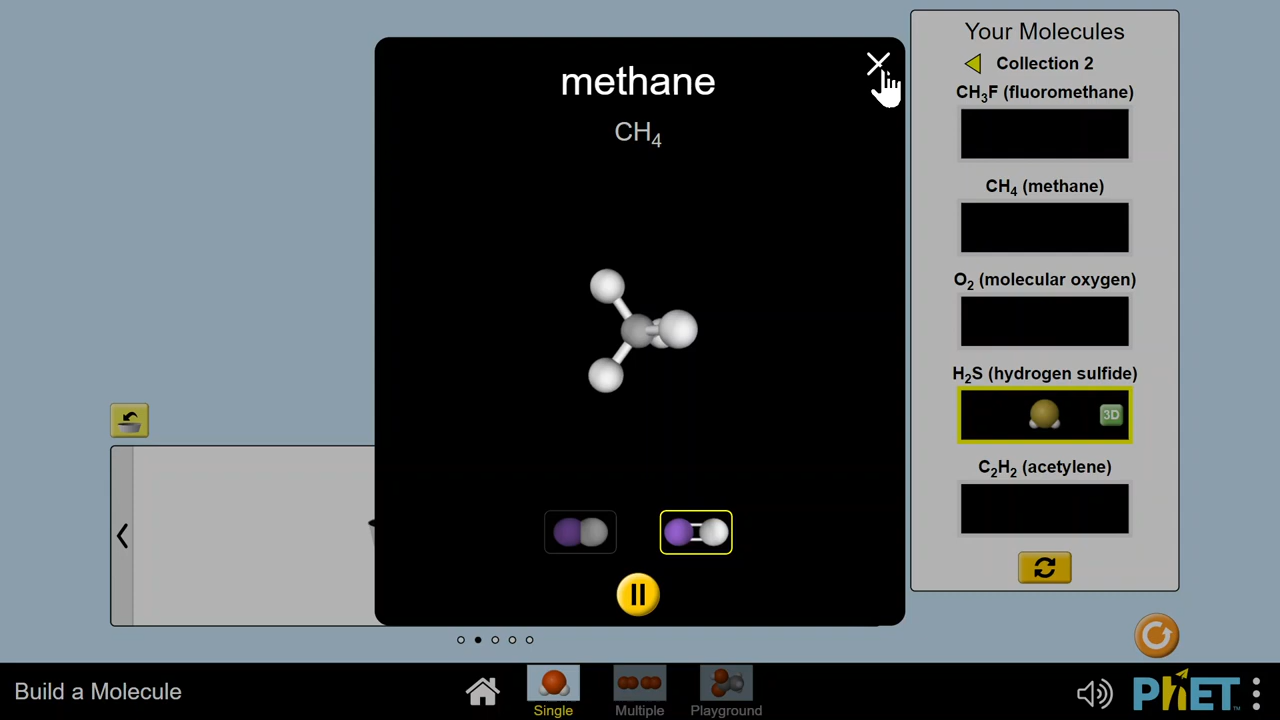 methane
CH₄
Your Molecules
Collection 2
CH₃F (fluoromethane)
CH₄ (methane)
O₂ (molecular oxygen)
H₂S (hydrogen sulfide)
3D
C₂H₂ (acetylene)
Build a Molecule
Single
Multiple
Playground
PhET